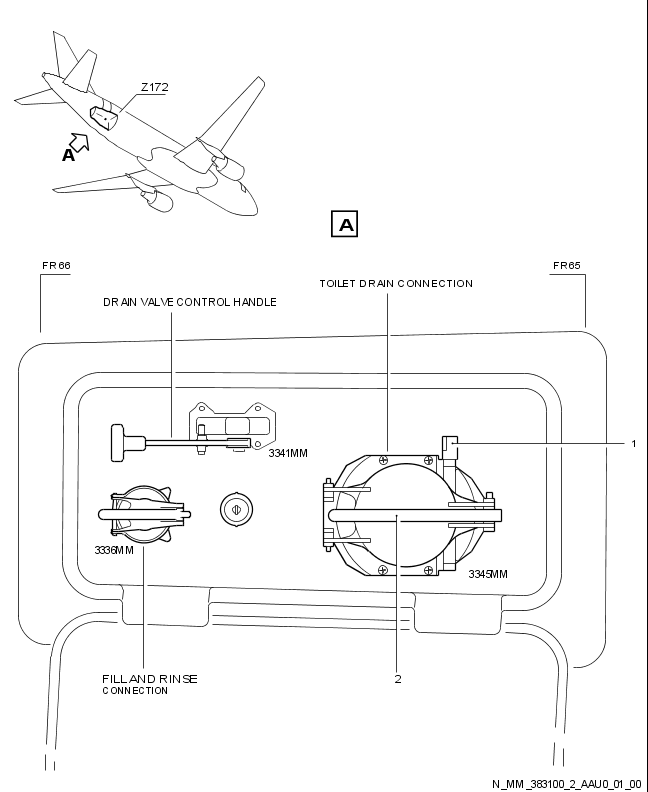 Z172
A
A
FR66
FR65
TOILET DRAIN CONNECTION
DRAIN VALVE CONTROL HANDLE
1
3341MM
3336MM
3345MM
FILL AND RINSE
CONNECTION
2
N_MM_383100_2_AAU0_01_00